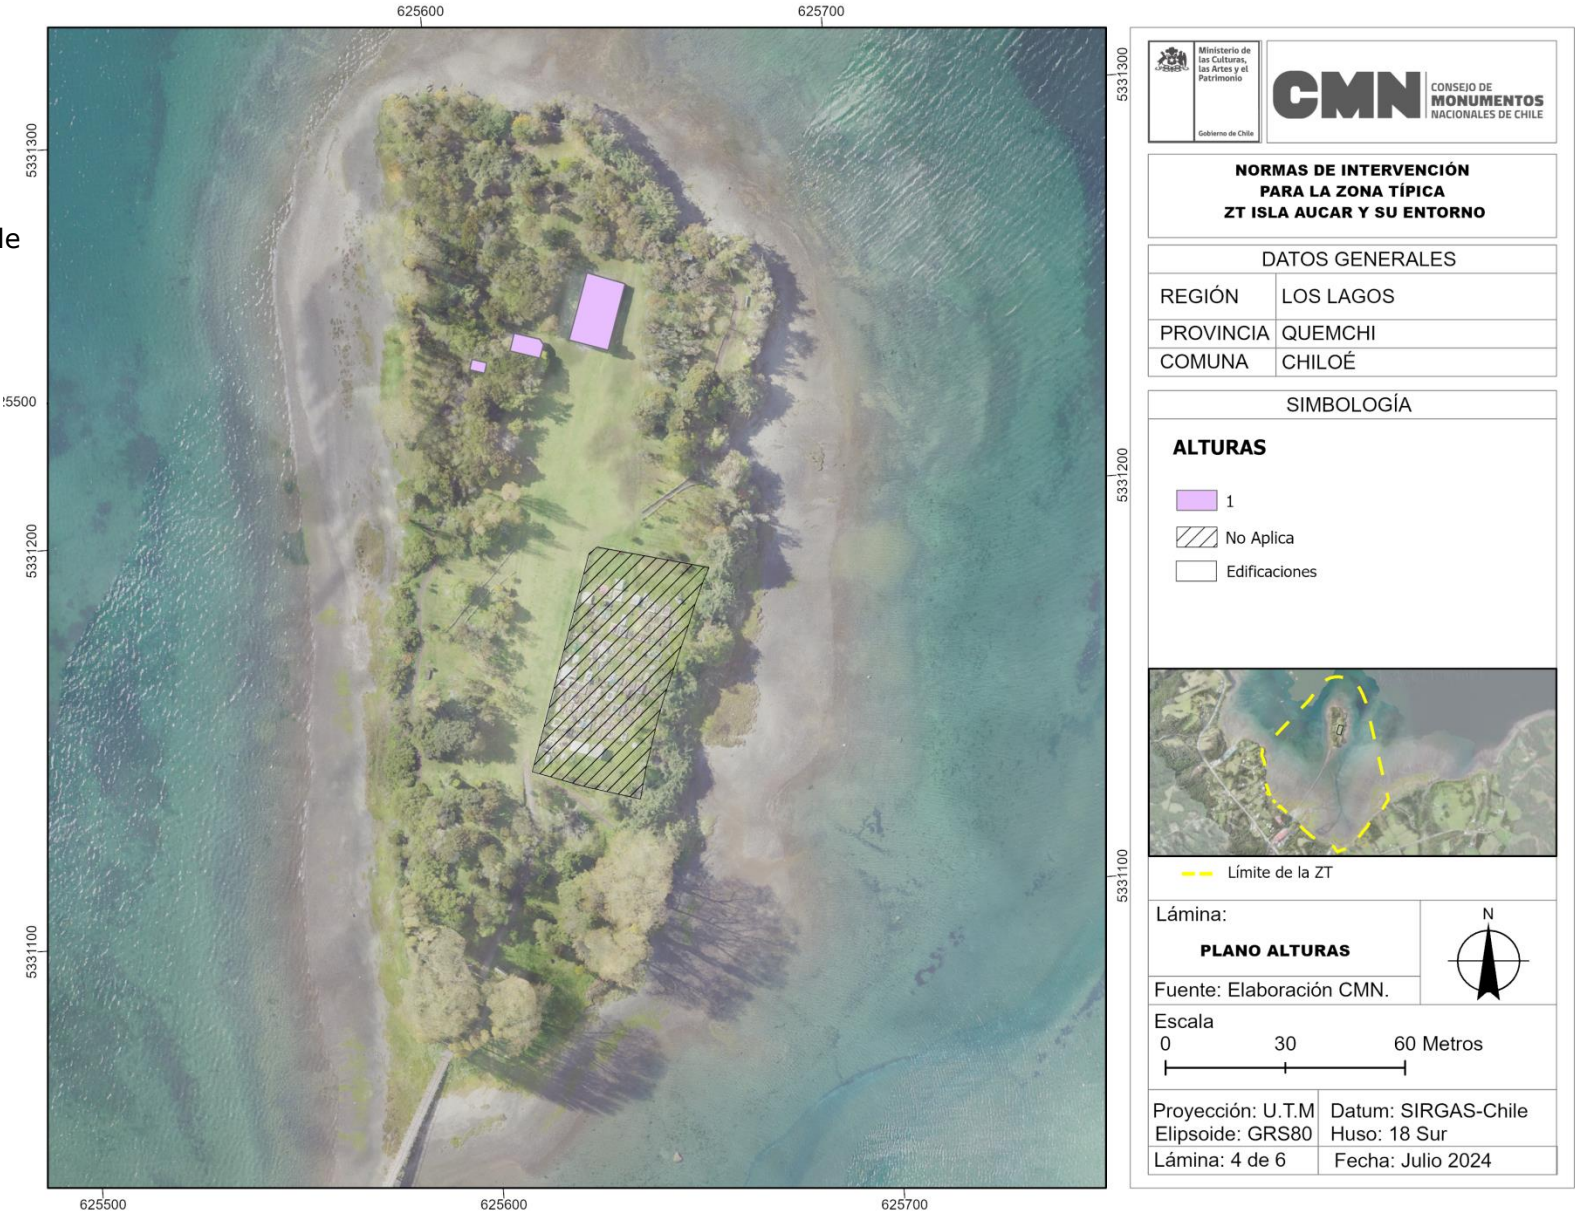 625600
625700
5331300
5331300
le
25500
5331200
5331200
5331100
5331100
625500
625600
625700
Ministerio de
las Culturas,
las Artes y el
Patrimonio
Gobierno de Chile
CMN
CONSEJO DE
MONUMENTOS
NACIONALES DE CHILE
NORMAS DE INTERVENCIÓN
PARA LA ZONA TÍPICA
ZT ISLA AUCAR Y SU ENTORNO
DATOS GENERALES
REGIÓN LOS LAGOS
PROVINCIA QUEMCHI
COMUNA CHILOÉ
SIMBOLOGÍA
ALTURAS
1
No Aplica
Edificaciones
Límite de la ZT
Lámina:
N
PLANO ALTURAS
Fuente: Elaboración CMN.
Escala
0 30 60 Metros
Proyección: U.T.M Datum: SIRGAS-Chile
Elipsoide: GRS80 Huso: 18 Sur
Lámina: 4 de 6 Fecha: Julio 2024